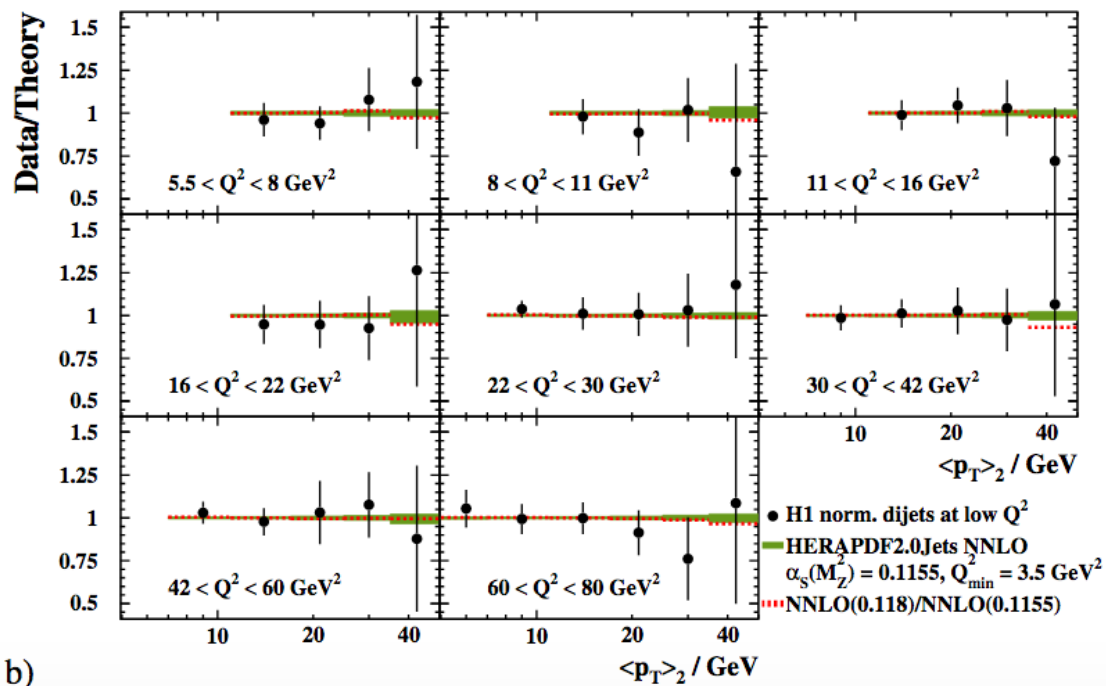 Data/Theory
1.5
1.25
1
0.75
0.5
5.5 < Q² < 8 GeV²
8 < Q² < 11 GeV²
11 < Q² < 16 GeV²
1.5
1.25
1
0.75
0.5
16 < Q² < 22 GeV²
22 < Q² < 30 GeV²
30 < Q² < 42 GeV²
10 20 40
<p_T>₂ / GeV
1.5
1.25
1
0.75
0.5
42 < Q² < 60 GeV²
60 < Q² < 80 GeV²
10 20 40
10 20 40
<p_T>₂ / GeV
H1 norm. dijets at low Q²
HERAPDF2.0Jets NNLO
α_S(M_Z²) = 0.1155, Q²_min = 3.5 GeV²
NNLO(0.118)/NNLO(0.1155)
b)